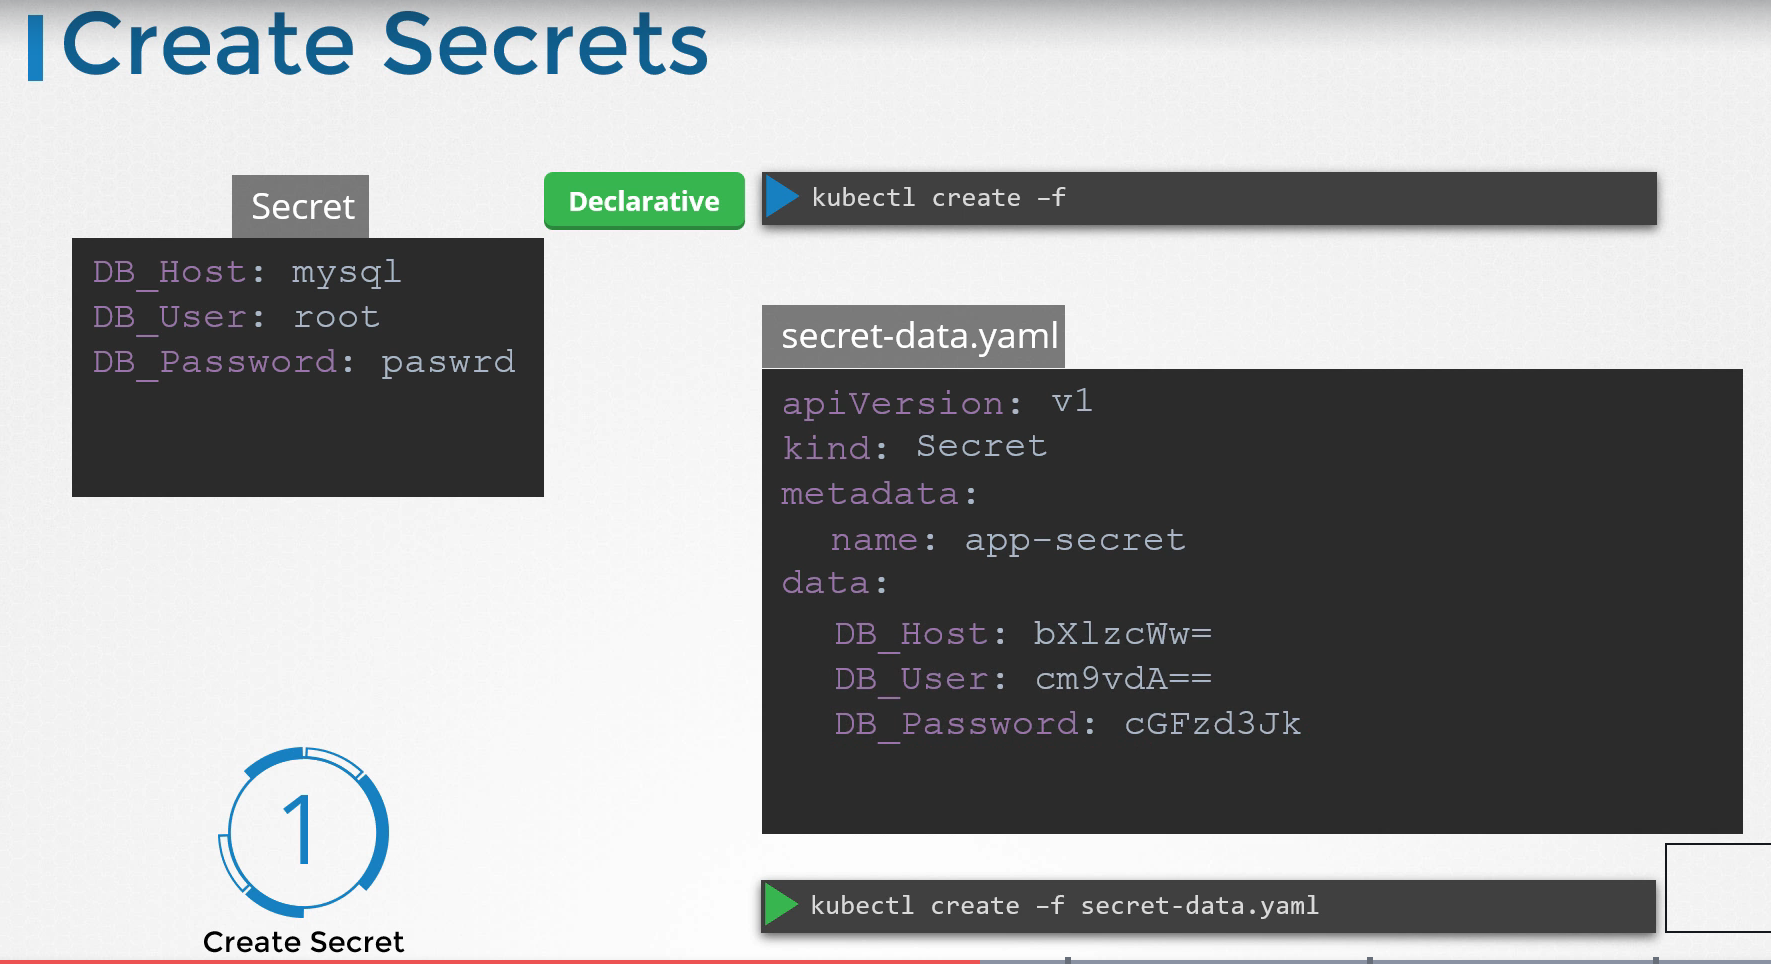 Create Secrets
Secret
DB_Host: mysql
DB_User: root
DB_Password: paswrd
Declarative
kubectl create –f
secret-data.yaml
apiVersion: v1
kind: Secret
metadata:
name: app-secret
data:
DB_Host: bXlzcWw=
DB_User: cm9vdA==
DB_Password: cGFzd3Jk
1
Create Secret
kubectl create –f secret-data.yaml